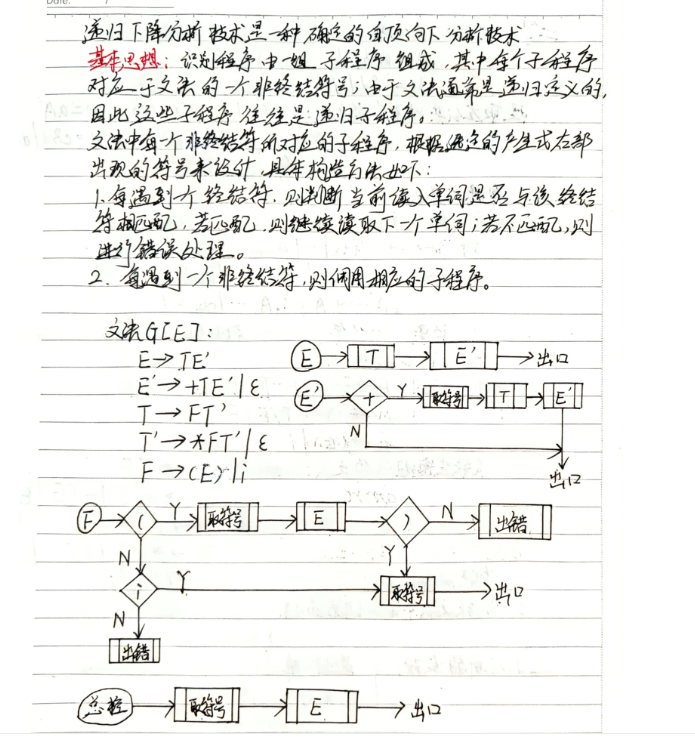 Date:
递归下降分析技术是一种确定的自顶向下分析技术
基本思想: 识别程序由一组子程序组成,其中每个子程序
对应于文法的一个非终结符号;由于文法通常是递归定义的,
因此这些子程序往往是递归子程序。
文法中每个非终结符所对应的子程序,根据选定的产生式右部
出现的符号来设计,具体构造方法如下:
1.每遇到一个终结符,则判断当前读入单词是否与该终结
符相匹配,若匹配,则继续读取下一个单词;若不匹配,则
进行错误处理。
2. 每遇到一个非终结符,则调用相应的子程序。
文法G[E]:
E→TE'
E'→+TE'|ε
T→FT'
T'→*FT'|ε
F→(E)|i
E T E' 出口
E' + Y 取符号 T E'
N
出口
F ( Y 取符号 E ) N 出错
N Y
i Y 取符号 出口
N
出错
总控 取符号 E 出口